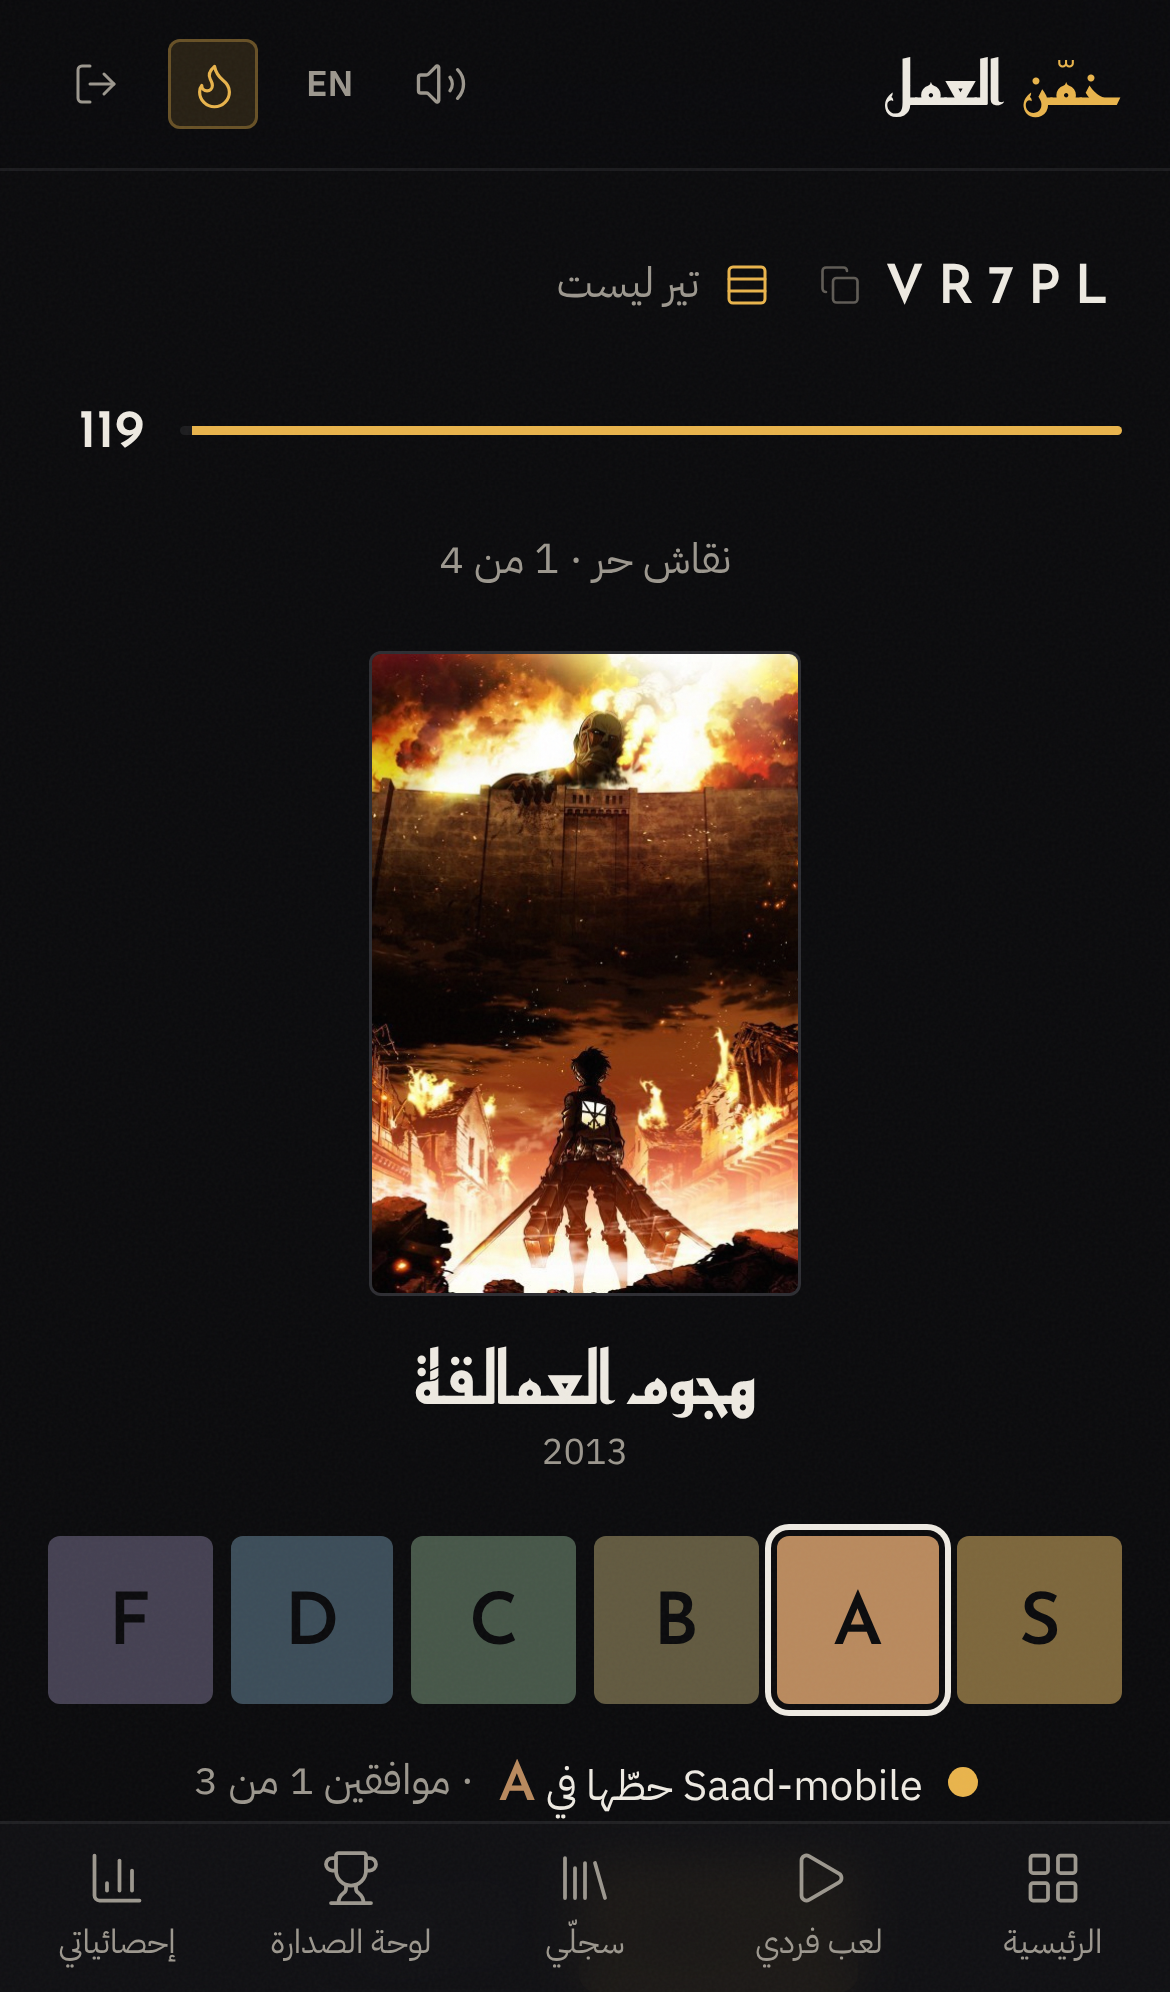 خمّن العمل
EN
VR7PL
تير ليست
119
نقاش حر · 1 من 4
هجوم العمالقة
2013
S A B C D F
Saad-mobile حطّها في A · موافقين 1 من 3
الرئيسية
لعب فردي
سجلّي
لوحة الصدارة
إحصائياتي